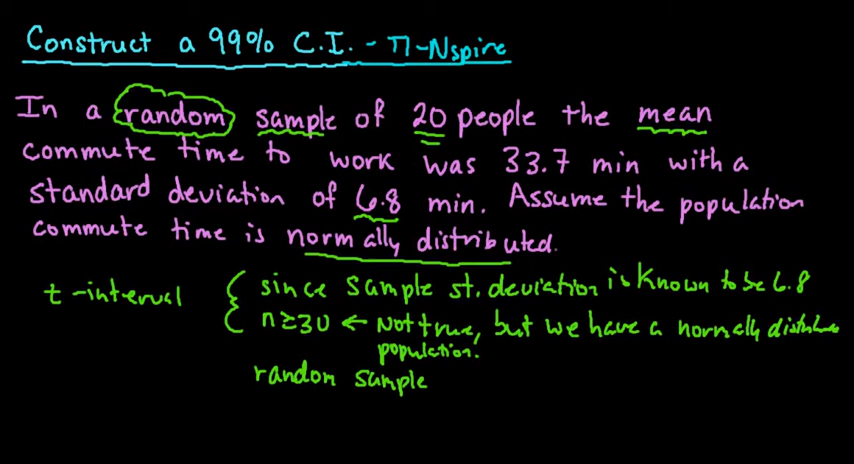 Construct a 99% C.I. - TI-Nspire
In a random sample of 20 people the mean
commute time to work was 33.7 min with a
standard deviation of 6.8 min. Assume the population
commute time is normally distributed.
t-interval { since sample st. deviation is known to be 6.8
n≥30 ← Not true, but we have a normally
population.
random sample